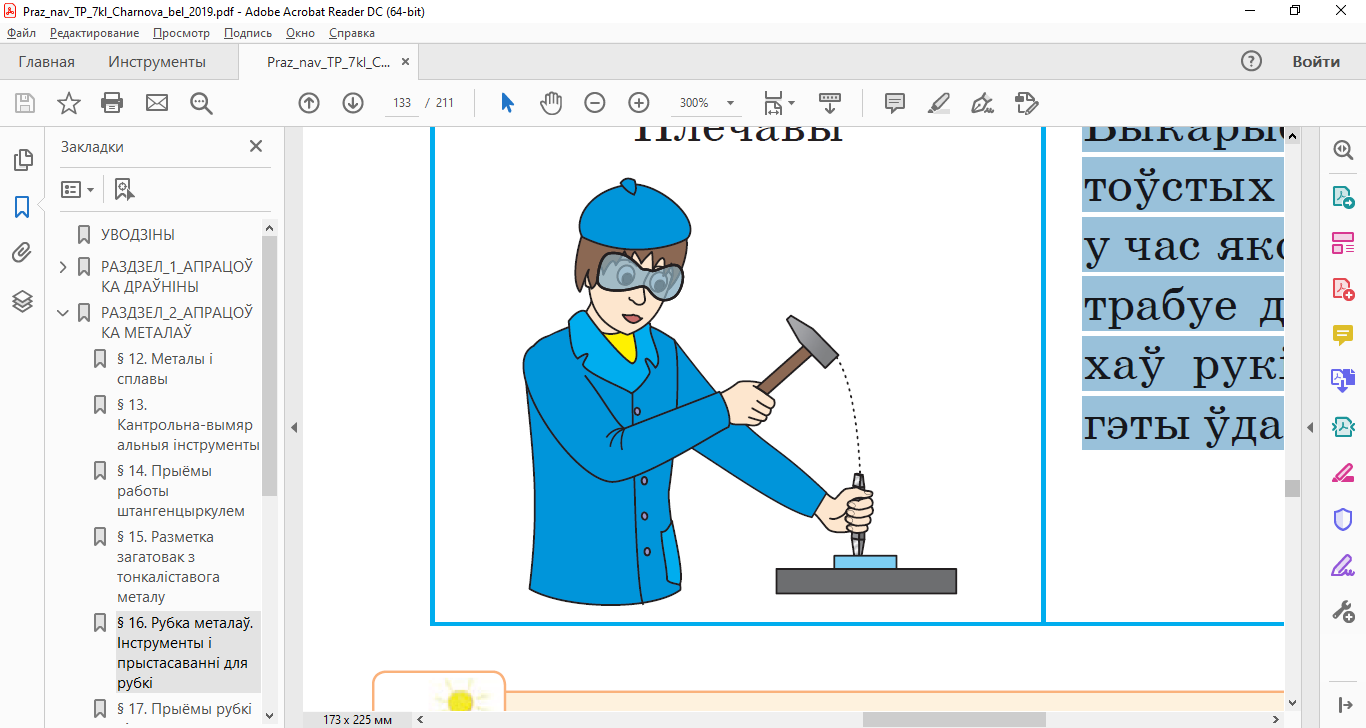 Praz_nav_TP_7kl_Charnova_bel_2019.pdf - Adobe Acrobat Reader DC (64-bit)
Файл Редактирование Просмотр Подпись Окно Справка
Главная Инструменты Praz_nav_TP_7kl_C... Войти
133 / 211 300%
Закладки
УВОДЗІНЫ
РАЗДЗЕЛ_1_АПРАЦОЎ
КА ДРАЎНІНЫ
РАЗДЗЕЛ_2_АПРАЦОЎ
КА МЕТАЛАЎ
§ 12. Металы і
сплавы
§ 13.
Кантрольна-вымяр
альныя інструменты
§ 14. Прыёмы
работы
штангенцыркулем
§ 15. Разметка
загатовак з
тонкаліставога
металу
§ 16. Рубка металаў.
Інструменты і
прыстасаванні для
рубкі
§ 17. Прыёмы рубкі
Плечавы
тоўстых
у час
трабуе
хаў рукі
гэты ўда
173 x 225 мм